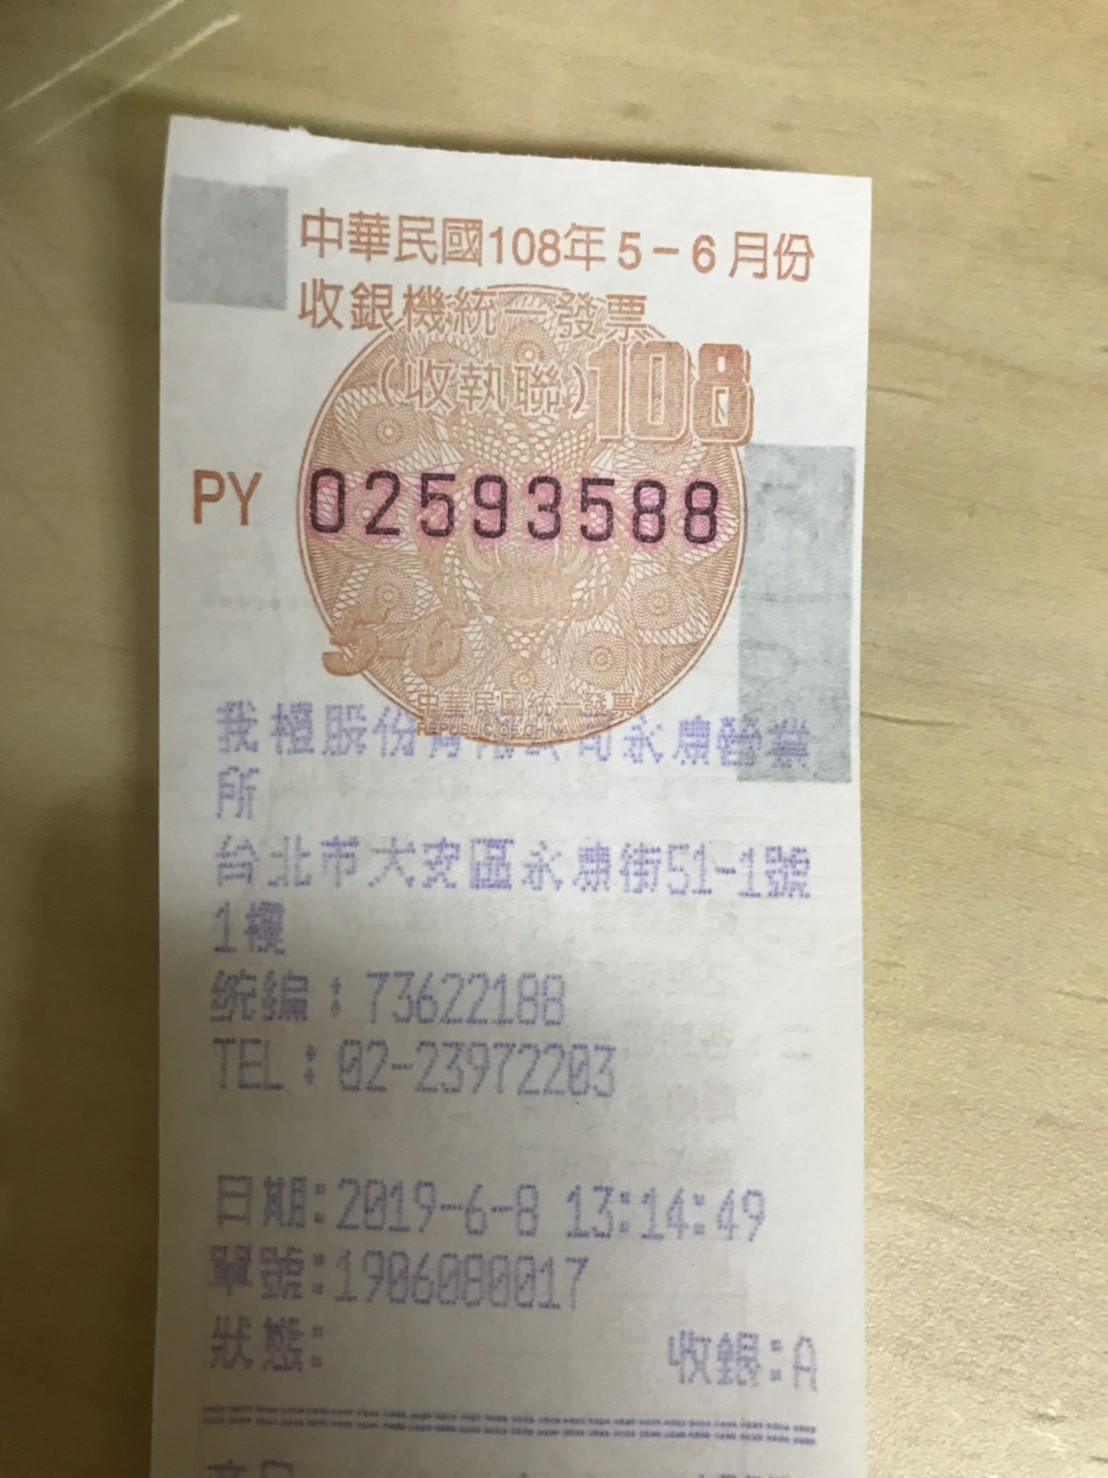 中華民國108年 5-6 月份
收銀機統一發票
(收執聯)
108
PY 02593588
5-6
中華民國統一發票
REPUBLIC OF CHINA
我櫃股份有限公司永康營業
所
台北市大安區永康街51-1號
1樓
統編：73622188
TEL：02-23972203
日期:2019-6-8 13:14:49
單號:1906080017
狀態:
收銀:A